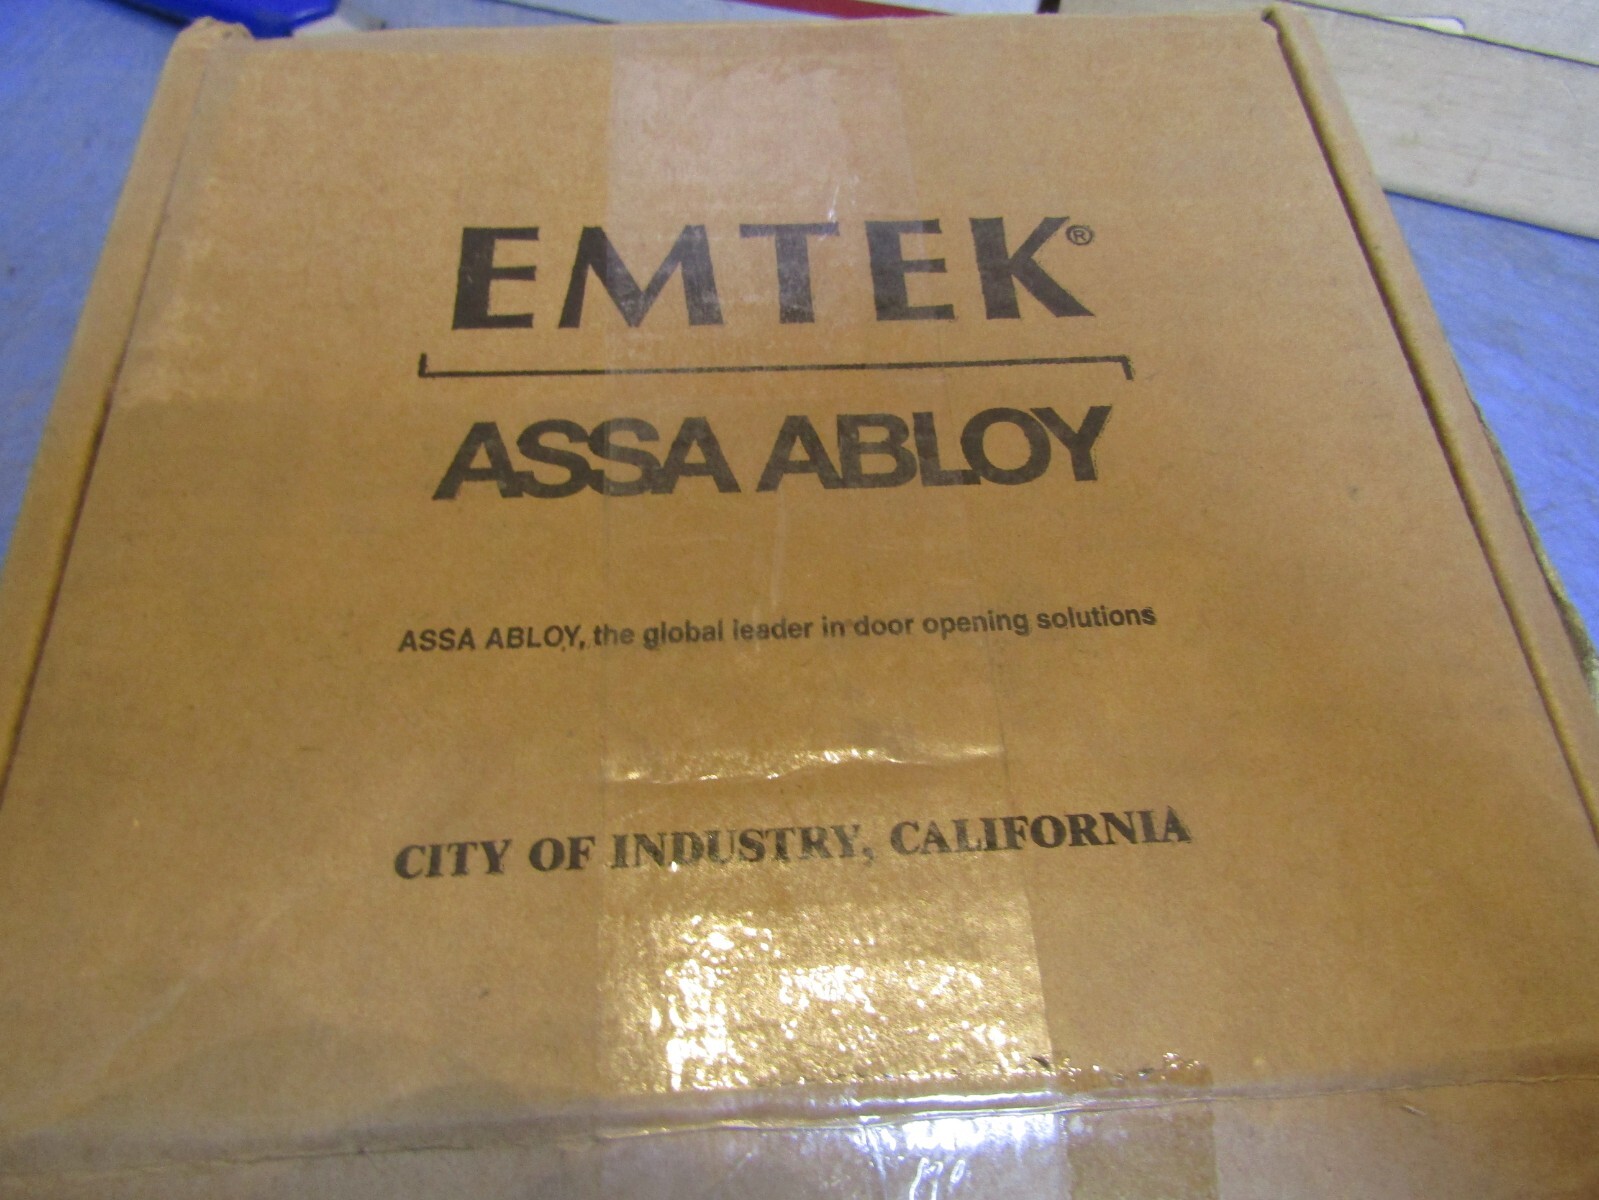 EMTEK®
ASSA ABLOY
ASSA ABLOY, the global leader in door opening solutions
CITY OF INDUSTRY, CALIFORNIA